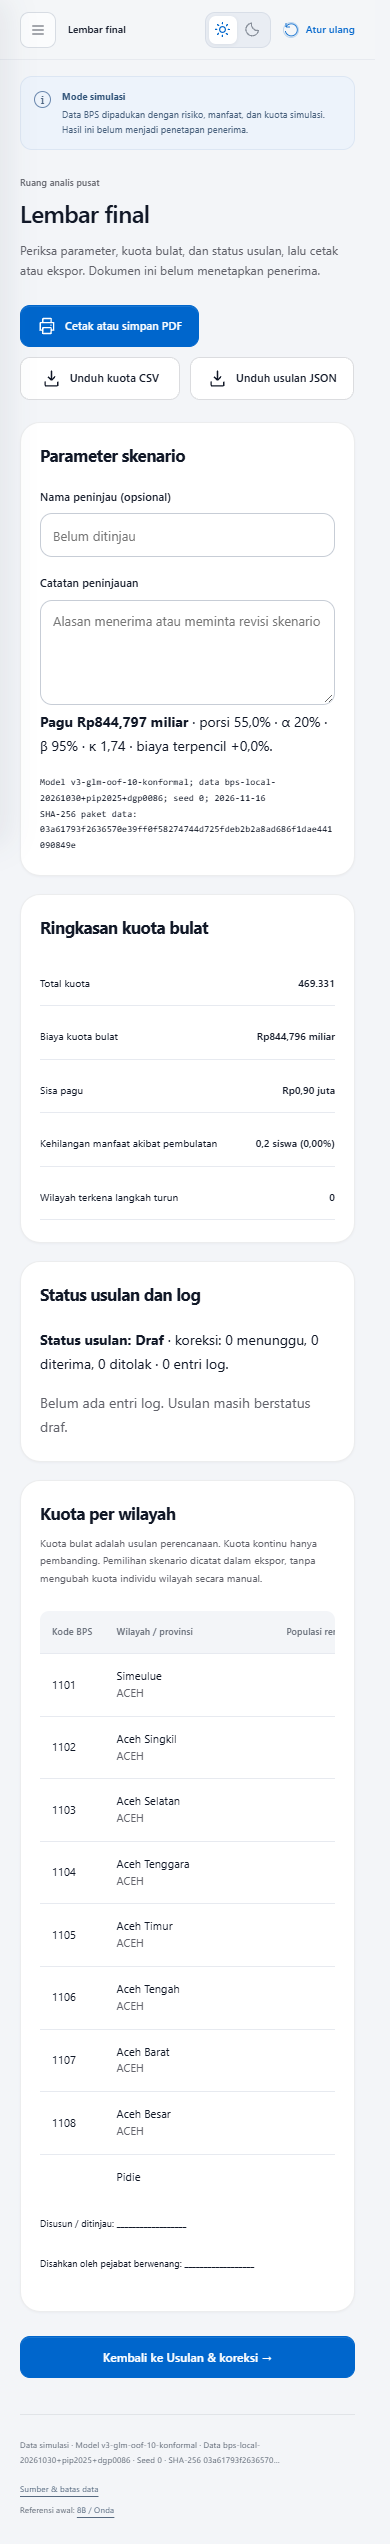 Lembar final
Atur ulang
Mode simulasi
Data BPS dipadukan dengan risiko, manfaat, dan kuota simulasi.
Hasil ini belum menjadi penetapan penerima.
Ruang analis pusat
Lembar final
Periksa parameter, kuota bulat, dan status usulan, lalu cetak
atau ekspor. Dokumen ini belum menetapkan penerima.
Cetak atau simpan PDF
Unduh kuota CSV
Unduh usulan JSON
Parameter skenario
Nama peninjau (opsional)
Belum ditinjau
Catatan peninjauan
Alasan menerima atau meminta revisi skenario
Pagu Rp844,797 miliar · porsi 55,0% · α 20% ·
β 95% · κ 1,74 · biaya terpencil +0,0%.
Model v3-glm-oof-10-konformal; data bps-local-
20261030+pip2025+dgp0086; seed 0; 2026-11-16
SHA-256 paket data:
03a61793f2636570e39ff0f58274744d725fdeb2b2a8ad686f1dae441
090849e
Ringkasan kuota bulat
Total kuota 469.331
Biaya kuota bulat Rp844,796 miliar
Sisa pagu Rp0,90 juta
Kehilangan manfaat akibat pembulatan 0,2 siswa (0,00%)
Wilayah terkena langkah turun 0
Status usulan dan log
Status usulan: Draf · koreksi: 0 menunggu, 0
diterima, 0 ditolak · 0 entri log.
Belum ada entri log. Usulan masih berstatus
draf.
Kuota per wilayah
Kuota bulat adalah usulan perencanaan. Kuota kontinu hanya
pembanding. Pemilihan skenario dicatat dalam ekspor, tanpa
mengubah kuota individu wilayah secara manual.
Kode BPS Wilayah / provinsi Populasi
1101 Simeulue
ACEH
1102 Aceh Singkil
ACEH
1103 Aceh Selatan
ACEH
1104 Aceh Tenggara
ACEH
1105 Aceh Timur
ACEH
1106 Aceh Tengah
ACEH
1107 Aceh Barat
ACEH
1108 Aceh Besar
ACEH
Pidie
Disusun / ditinjau: ________________
Disahkan oleh pejabat berwenang: ________________
Kembali ke Usulan & koreksi →
Data simulasi · Model v3-glm-oof-10-konformal · Data bps-local-
20261030+pip2025+dgp0086 · Seed 0 · SHA-256 03a61793f2636570...
Sumber & batas data
Referensi awal: 8B / Onda